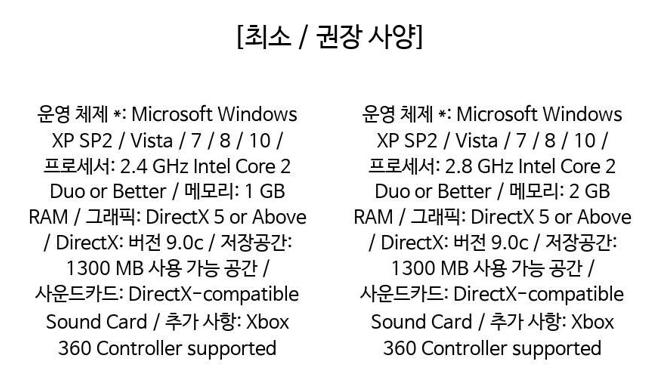 [최소 / 권장 사양]
운영 체제 *: Microsoft Windows
XP SP2 / Vista / 7 / 8 / 10 /
프로세서: 2.4 GHz Intel Core 2
Duo or Better / 메모리: 1 GB
RAM / 그래픽: DirectX 5 or Above
/ DirectX: 버전 9.0c / 저장공간:
1300 MB 사용 가능 공간 /
사운드카드: DirectX-compatible
Sound Card / 추가 사항: Xbox
360 Controller supported
운영 체제 *: Microsoft Windows
XP SP2 / Vista / 7 / 8 / 10 /
프로세서: 2.8 GHz Intel Core 2
Duo or Better / 메모리: 2 GB
RAM / 그래픽: DirectX 5 or Above
/ DirectX: 버전 9.0c / 저장공간:
1300 MB 사용 가능 공간 /
사운드카드: DirectX-compatible
Sound Card / 추가 사항: Xbox
360 Controller supported